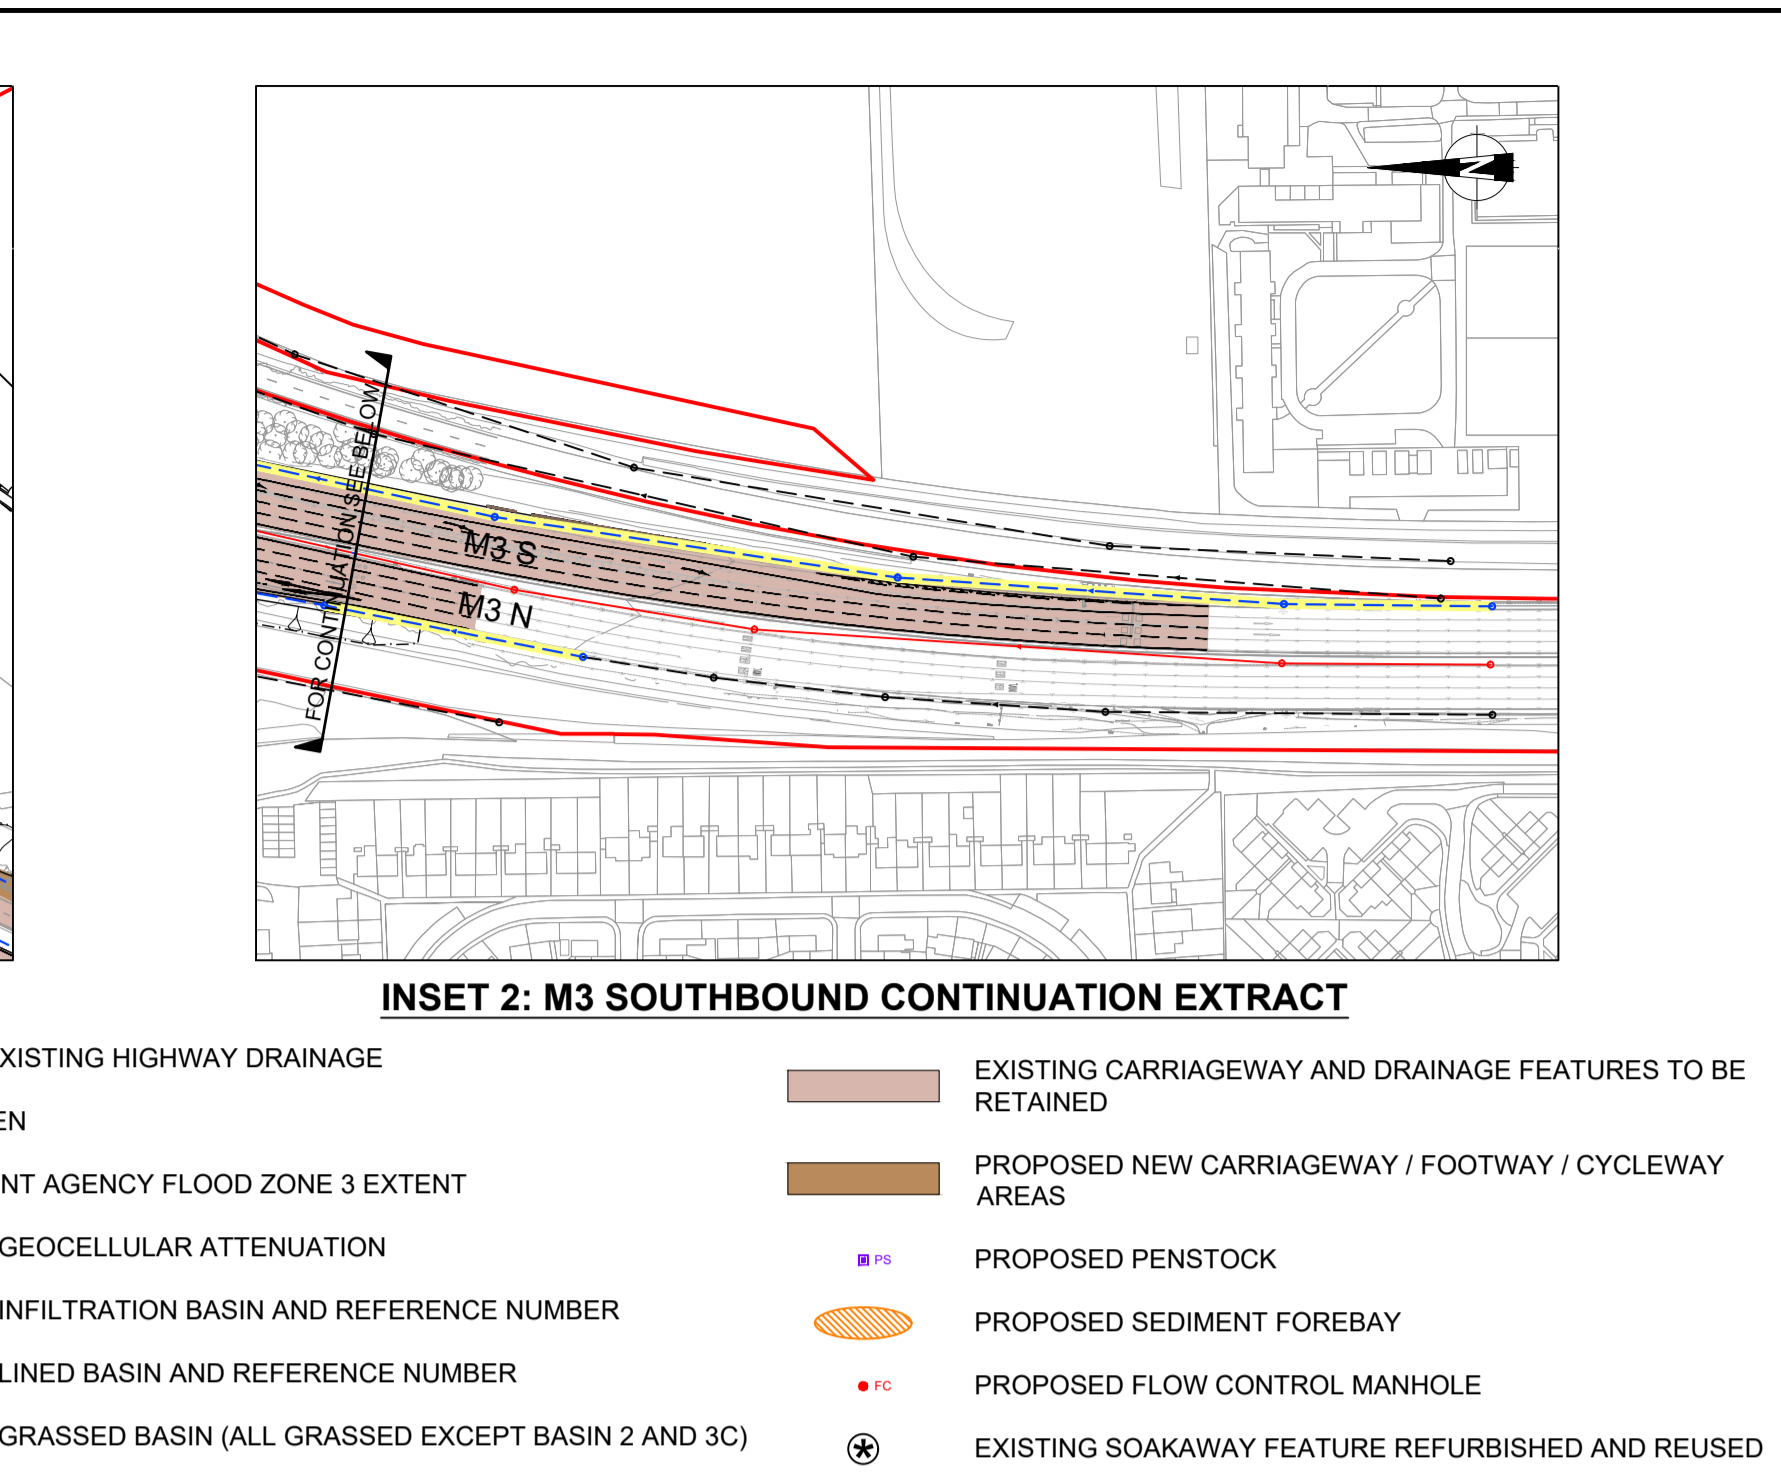 N
FOR CONTINUATION SEE BELOW
M3 S
M3 N
INSET 2: M3 SOUTHBOUND CONTINUATION EXTRACT
XISTING HIGHWAY DRAINAGE
EN
NT AGENCY FLOOD ZONE 3 EXTENT
GEOCELLULAR ATTENUATION
INFILTRATION BASIN AND REFERENCE NUMBER
LINED BASIN AND REFERENCE NUMBER
GRASSED BASIN (ALL GRASSED EXCEPT BASIN 2 AND 3C)
EXISTING CARRIAGEWAY AND DRAINAGE FEATURES TO BE
RETAINED
PROPOSED NEW CARRIAGEWAY / FOOTWAY / CYCLEWAY
AREAS
PS PROPOSED PENSTOCK
PROPOSED SEDIMENT FOREBAY
FC PROPOSED FLOW CONTROL MANHOLE
EXISTING SOAKAWAY FEATURE REFURBISHED AND REUSED